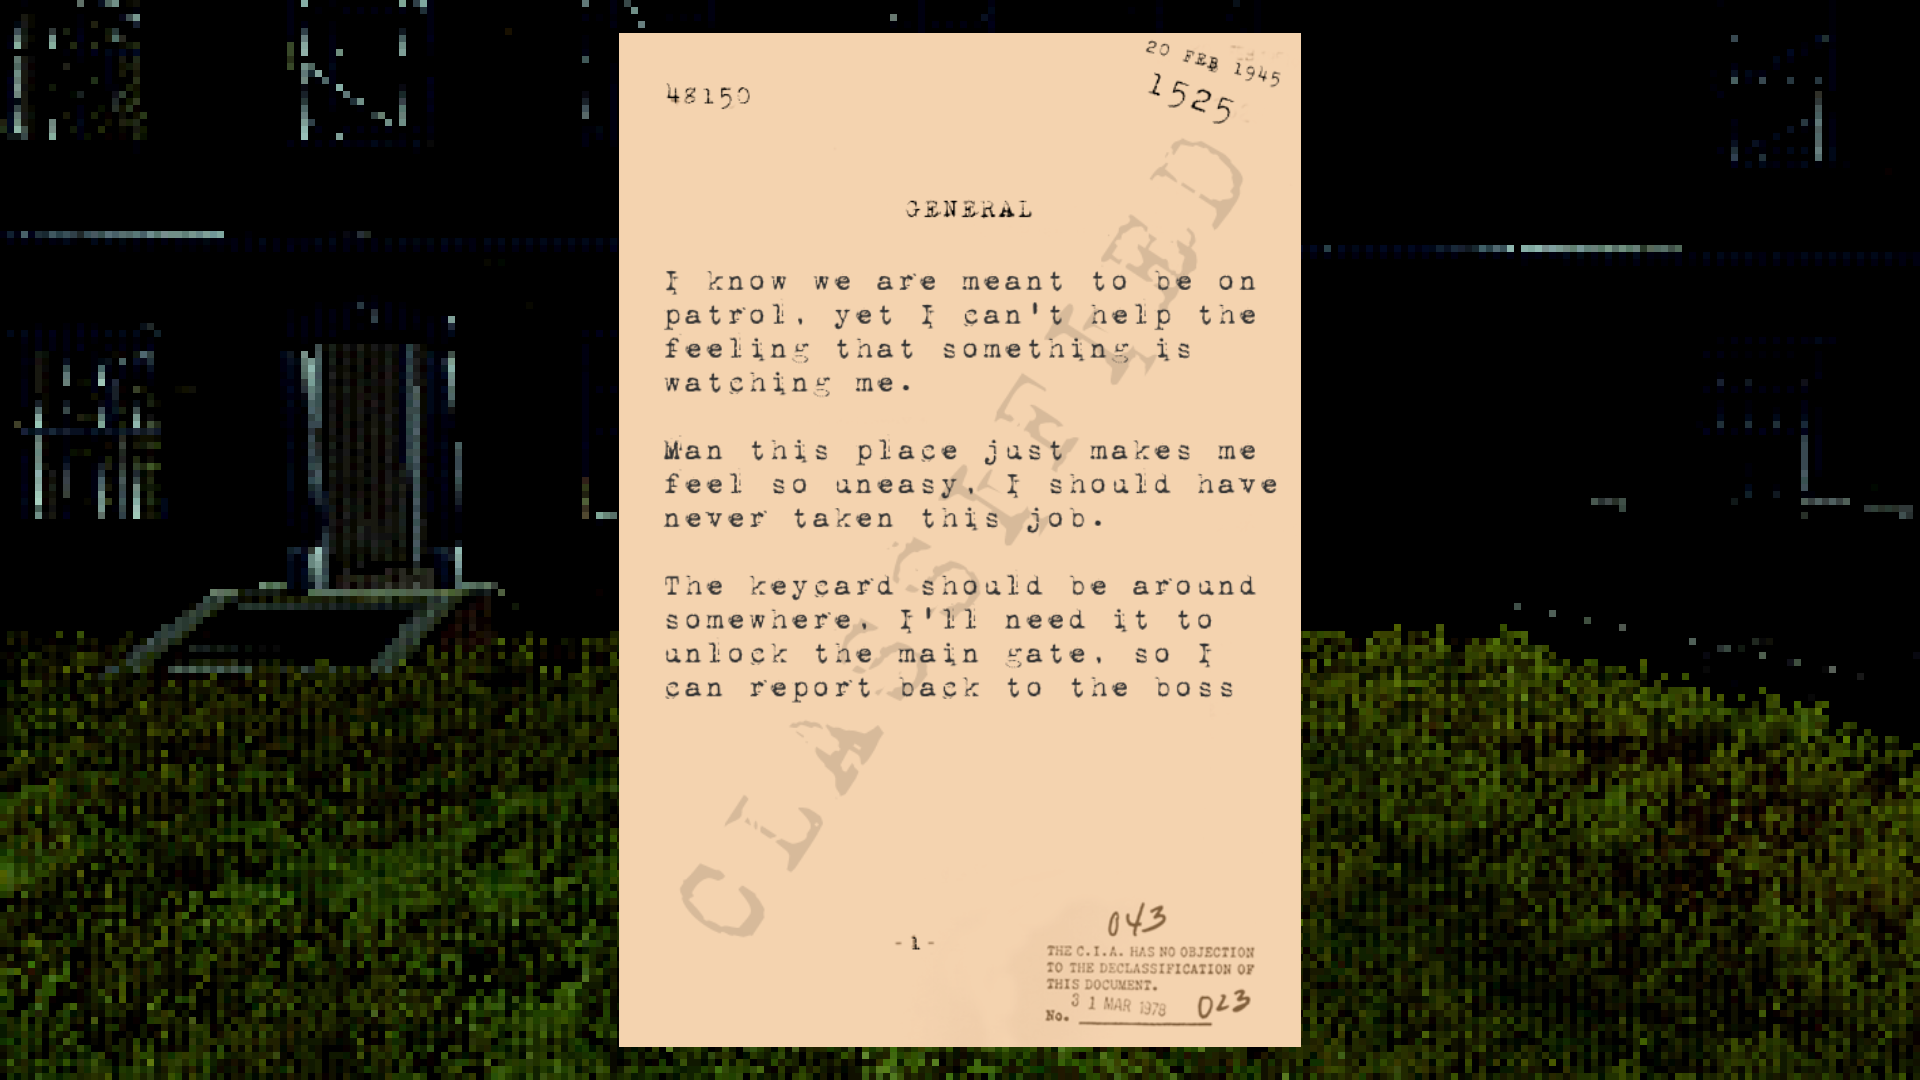 20 FEB 1945
1525
48150
GENERAL
I know we are meant to be on
patrol, yet I can't help the
feeling that something is
watching me.
Man this place just makes me
feel so uneasy, I should have
never taken this job.
The keycard should be around
somewhere, I'll need it to
unlock the main gate, so I
can report back to the boss
CLASSIFIED
- 1 -
043
THE C.I.A. HAS NO OBJECTION
TO THE DECLASSIFICATION OF
THIS DOCUMENT.
No. 31 MAR 1978 023